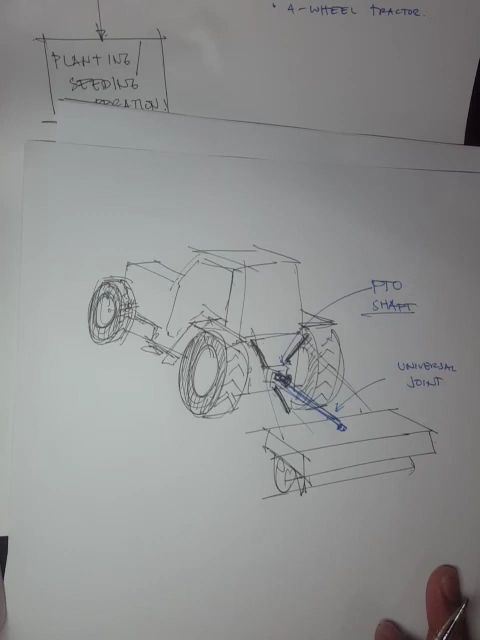 • 4-WHEEL TRACTOR.
PLANTING/
SEEDING
PTO
SHAFT
UNIVERSAL
JOINT